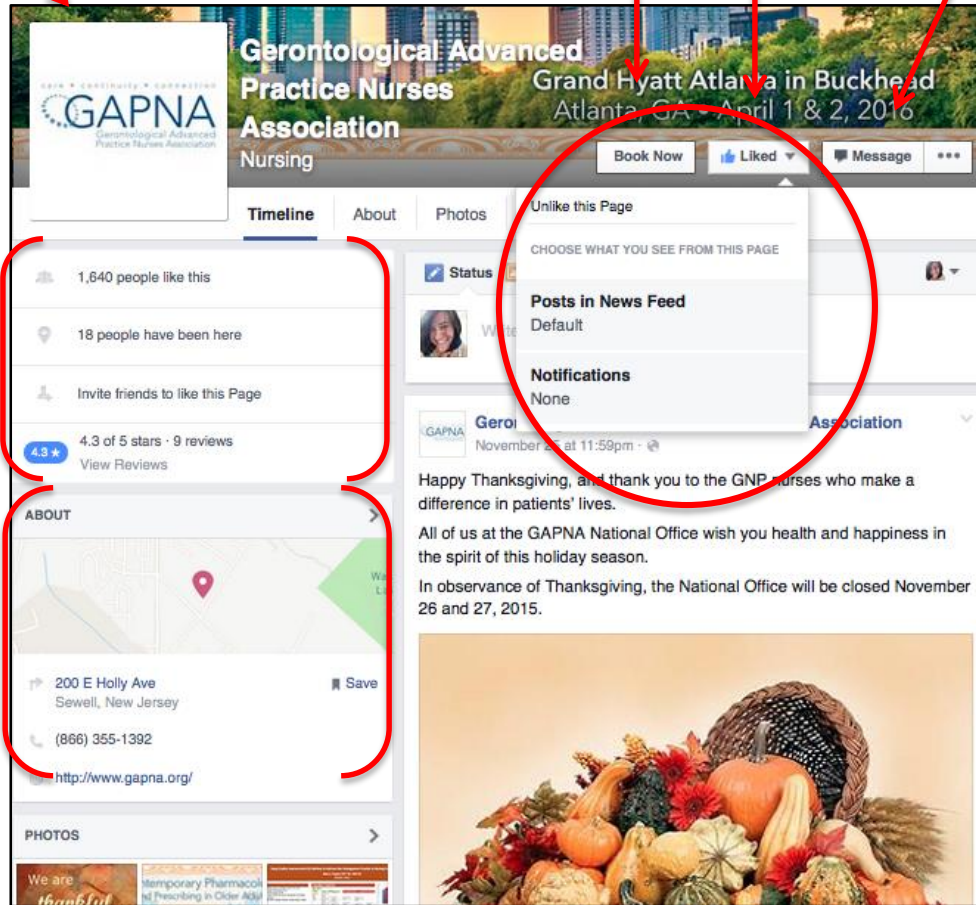 care • continuity • connection
GAPNA
Gerontological Advanced
Practice Nurses Association
Gerontological Advanced
Practice Nurses
Association
Nursing
Grand Hyatt Atlanta in Buckhead
Atlanta, GA • April 1 & 2, 2016
Book Now
Liked
Message
Timeline
About
Photos
Unlike this Page
CHOOSE WHAT YOU SEE FROM THIS PAGE
Posts in News Feed
Default
Notifications
None
1,640 people like this
18 people have been here
Invite friends to like this Page
4.3 ★
4.3 of 5 stars · 9 reviews
View Reviews
ABOUT
200 E Holly Ave
Save
Sewell, New Jersey
(866) 355-1392
http://www.gapna.org/
PHOTOS
We are
thankful
Status
GAPNA
Association
November at 11:59pm ·
Happy Thanksgiving, and thank you to the GNP nurses who make a
difference in patients' lives.
All of us at the GAPNA National Office wish you health and happiness in
the spirit of this holiday season.
In observance of Thanksgiving, the National Office will be closed November
26 and 27, 2015.